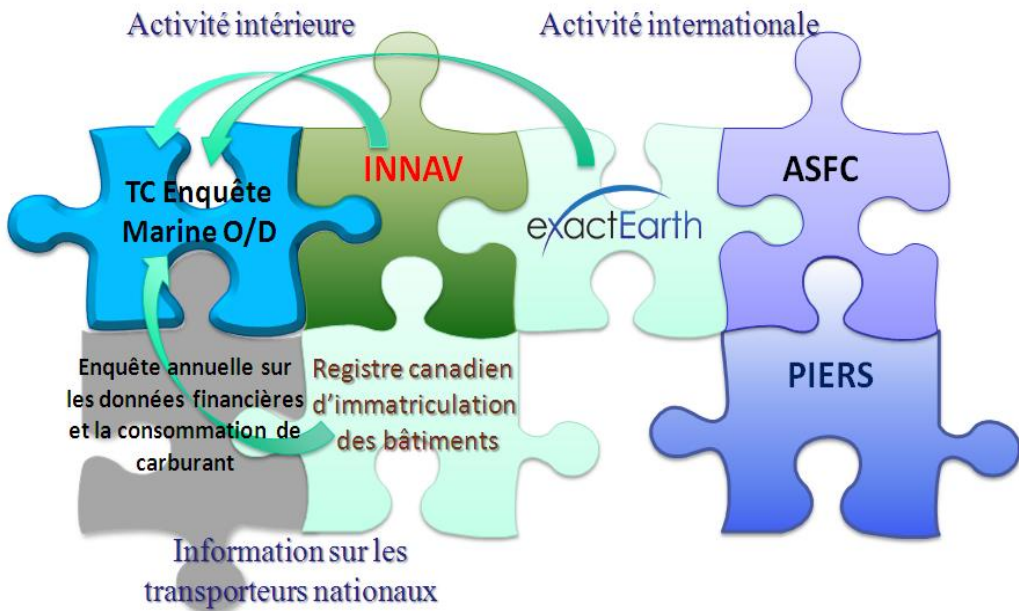 Activité intérieure
Activité internationale
TC Enquête
Marine O/D
INNAV
exactEarth
ASFC
Enquête annuelle sur
les données financières
et la consommation de
carburant
Registre canadien
d'immatriculation
des bâtiments
PIERS
Information sur les
transporteurs nationaux